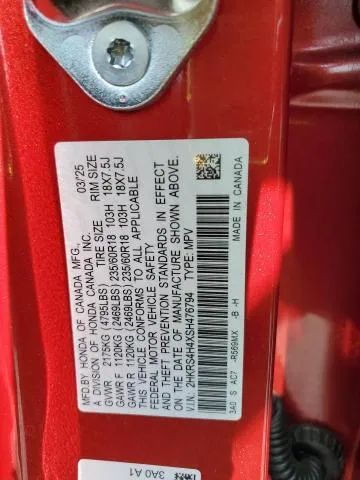 MFD.BY HONDA OF CANADA MFG., 03/25
A DIVISION OF HONDA CANADA INC.
TIRE SIZE RIM SIZE
GVWR 2175KG (4795LBS)
GAWR F 1120KG (2469LBS) 235/60R18 103H 18X7.5J
GAWR R 1120KG (2469LBS) 235/60R18 103H 18X7.5J
THIS VEHICLE CONFORMS TO ALL APPLICABLE
FEDERAL MOTOR VEHICLE SAFETY
AND THEFT PREVENTION STANDARDS IN EFFECT
ON THE DATE OF MANUFACTURE SHOWN ABOVE.
V.I.N. 2HKRS4H4XSH476794 TYPE: MPV
MADE IN CANADA
3A0 S AC7 -R569MX -B -H
3A0 A1